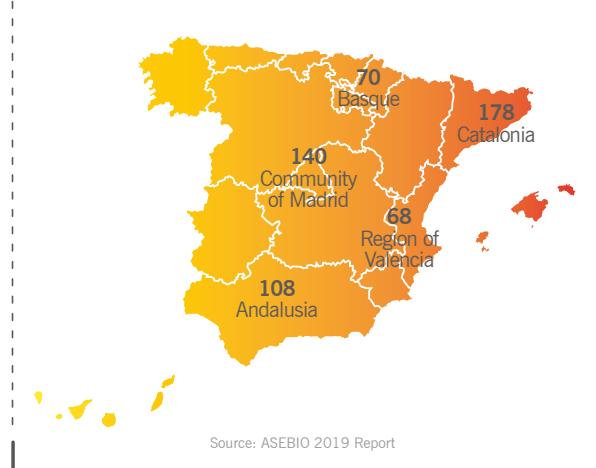 70
Basque
178
Catalonia
140
Community
of Madrid
68
Region of
Valencia
108
Andalusia
Source: ASEBIO 2019 Report